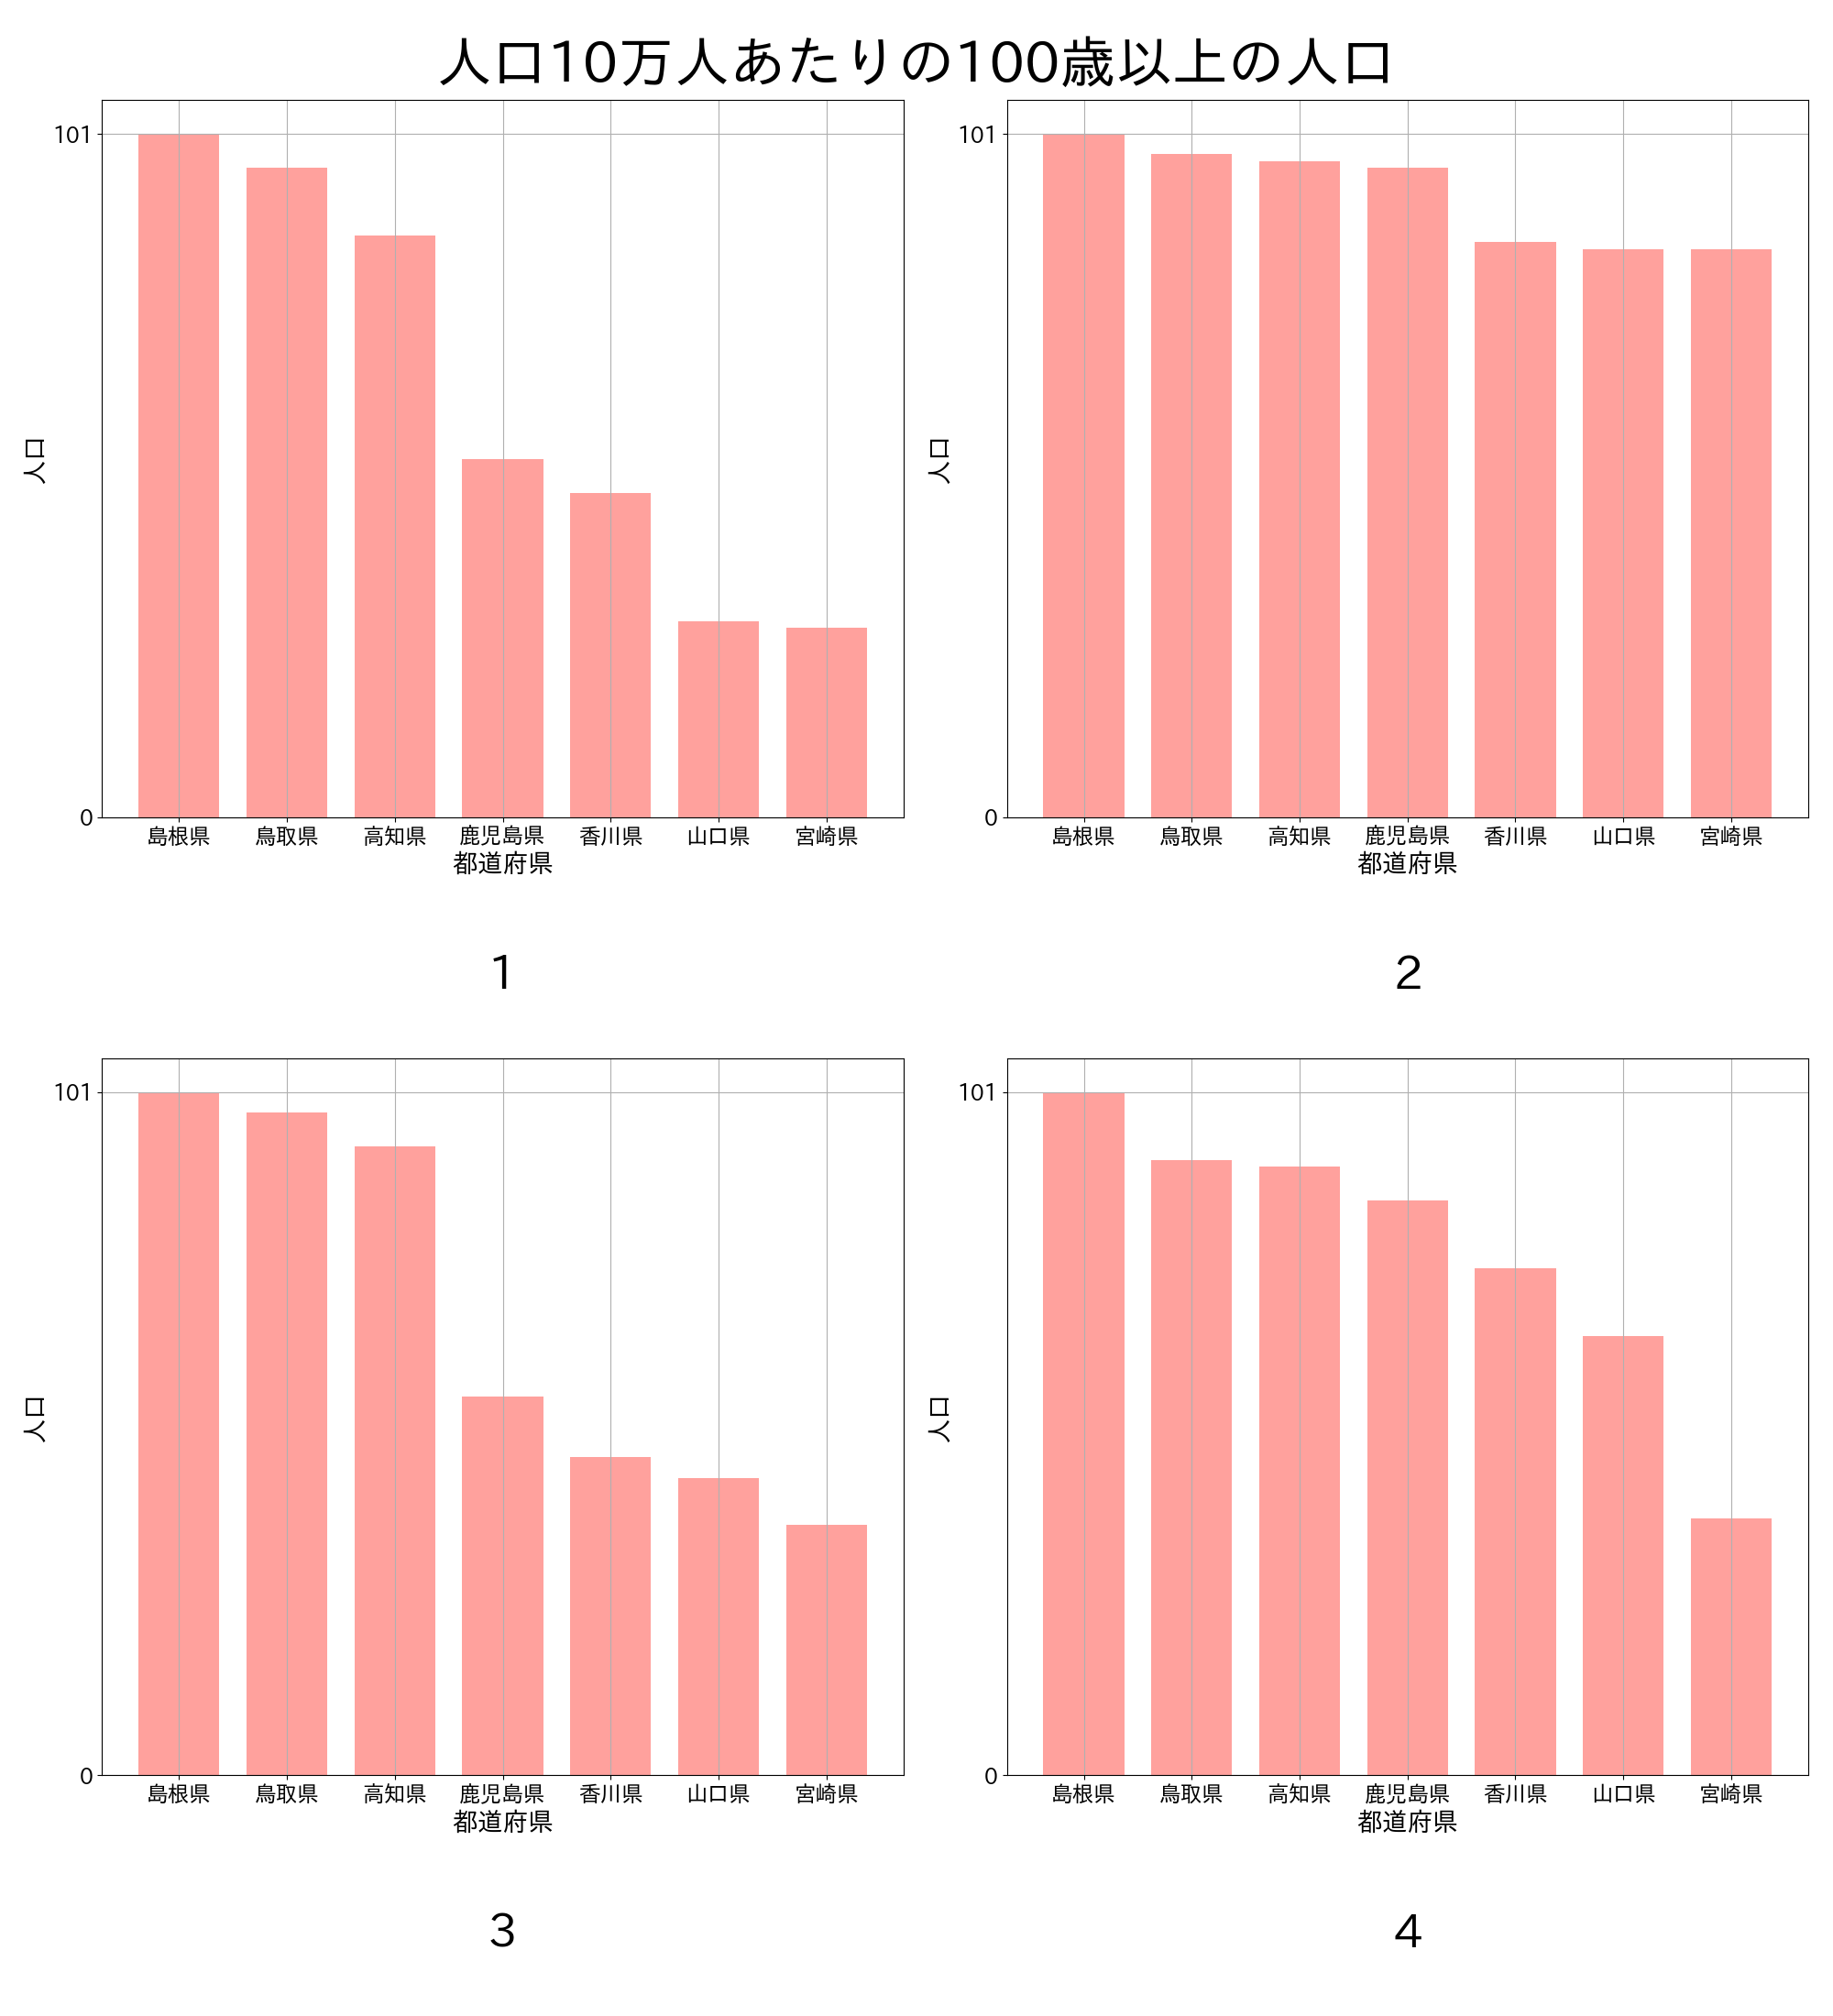 人口10万人あたりの100歳以上の人口
101
人口
0
島根県 鳥取県 高知県 鹿児島県 香川県 山口県 宮崎県
都道府県
1
101
人口
0
島根県 鳥取県 高知県 鹿児島県 香川県 山口県 宮崎県
都道府県
2
101
人口
0
島根県 鳥取県 高知県 鹿児島県 香川県 山口県 宮崎県
都道府県
3
101
人口
0
島根県 鳥取県 高知県 鹿児島県 香川県 山口県 宮崎県
都道府県
4